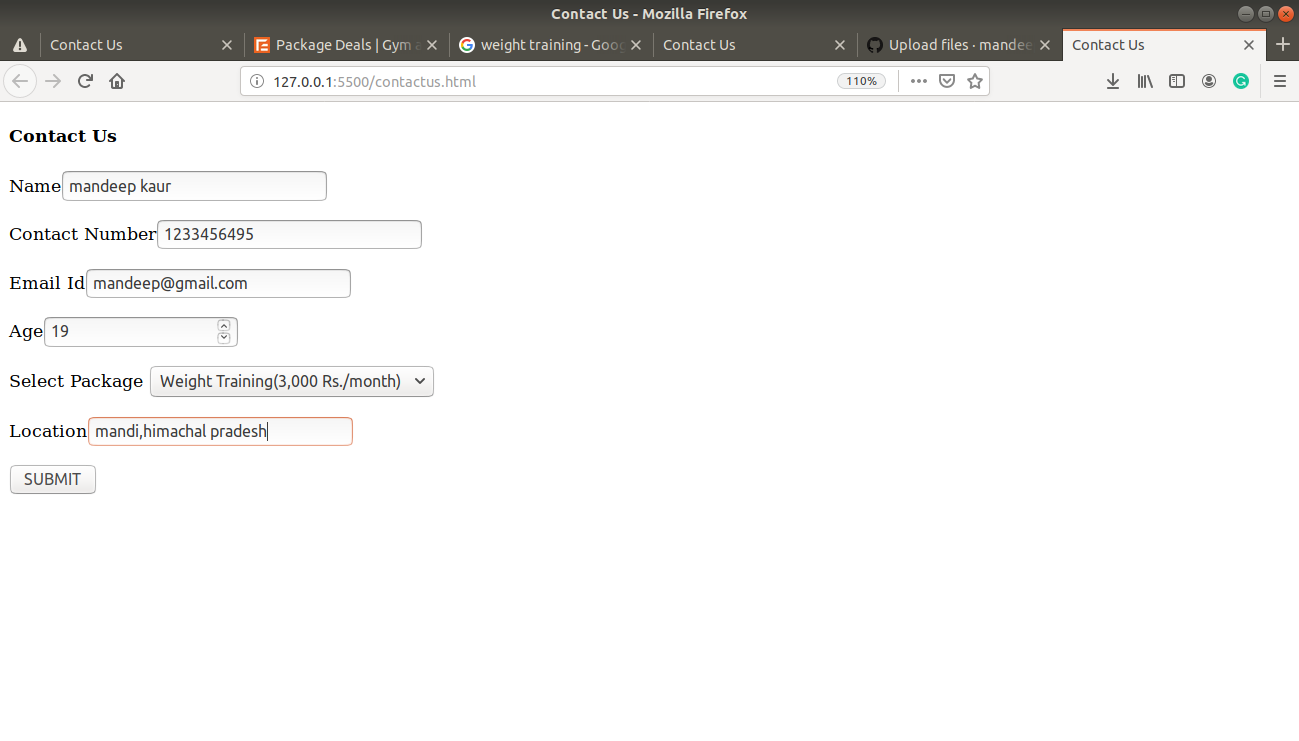 Contact Us - Mozilla Firefox
Contact Us
Package Deals | Gym
weight training - Goog
Contact Us
Upload files · mandee
Contact Us
127.0.0.1:5500/contactus.html
110%
Contact Us
Name mandeep kaur
Contact Number 1233456495
Email Id mandeep@gmail.com
Age 19
Select Package Weight Training(3,000 Rs./month)
Location mandi,himachal pradesh
SUBMIT